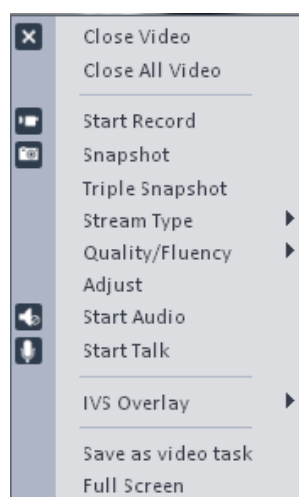 Close Video
Close All Video
Start Record
Snapshot
Triple Snapshot
Stream Type
Quality/Fluency
Adjust
Start Audio
Start Talk
IVS Overlay
Save as video task
Full Screen